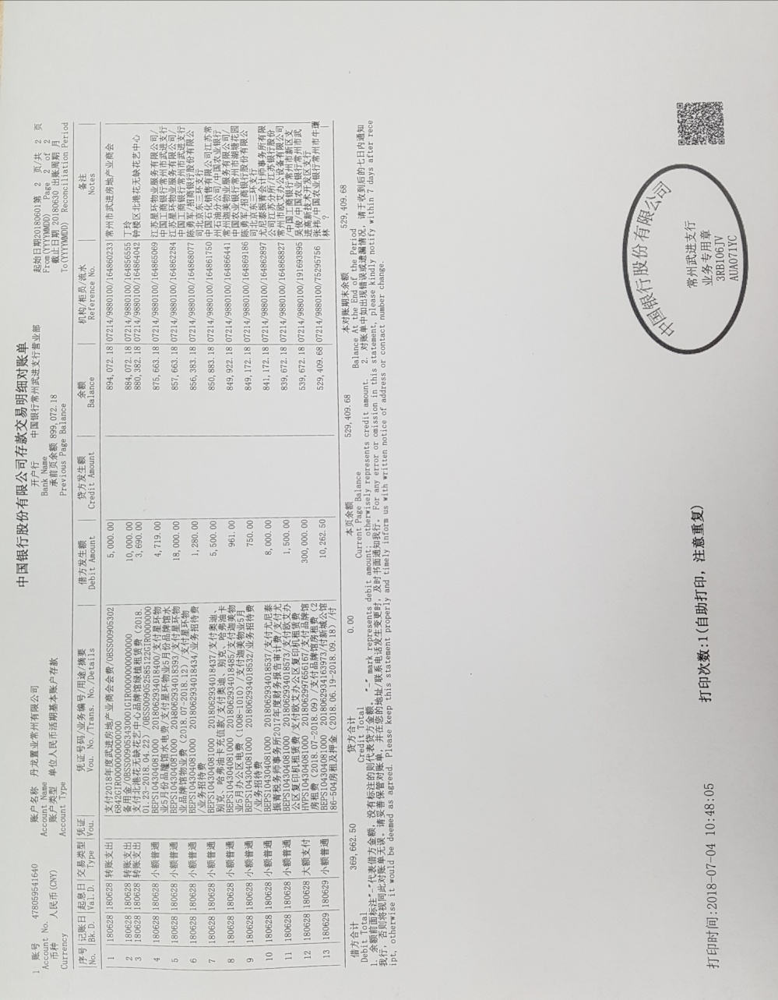 中国银行股份有限公司存款交易明细对账单
1 账号 478059541640 账户名称 丹龙置业常州有限公司 开户行 中国银行常州武进支行营业部 起始日期20180601第 2 页/共 2 页
Account No. Account Name Bank Name From(YYYYMMDD) Page 2 of 2
币种 人民币(CNY) 账户类型 单位人民币活期基本账户存款 承前页余额 899,072.18 截止日期 20180630 出账周期 月
Currency Account Type Previous Page Balance To(YYYYMMDD) Reconciliation Period
序号 记账日 起息日 交易类型 凭证 凭证号码/业务编号/用途/摘要 借方发生额 贷方发生额 余额 机构/柜员/流水 备注
No. Bk.D. Val.D. Type Vou. Vou. No./Trans. No./Details Debit Amount Credit Amount Balance Reference No. Notes
1 180628 180628 转账支出 支付2018年度武进房地产业商会会费/OBSS00905302 5,000.00 894,072.18 07214/9880100/164860233 常州市武进房地产业商会
6842GIR0000000000000
2 180628 180628 转账支出 备用金/OBSS009053430001GIR0000000000000 10,000.00 884,072.18 07214/9880100/164856555 丁玲
3 180628 180628 转账支出 支付北港花无缺花艺中心品牌馆绿植租赁费(2018. 3,690.00 880,382.18 07214/9880100/164864042 钟楼区北港花无缺花艺中心
01.23-2018.04.22)/OBSS009052585122GIR0000000
4 180628 180628 小额普通 BEPS104304081000 2018062934018400/支付星环物 4,719.00 875,663.18 07214/9880100/164865069 江苏星环物业服务有限公司/
业5月份品牌馆水电费/支付星环物业5月份品牌馆水 中国工商银行常州市武进支行
5 180628 180628 小额普通 BEPS104304081000 2018062934018393/支付星环物 18,000.00 857,663.18 07214/9880100/164862284 江苏星环物业服务有限公司/
业品牌馆物业费(2018.07-2018.12)/支付星环物 中国工商银行常州市武进支行
6 180628 180628 小额普通 BEPS104304081000 2018062934018434/业务招待费 1,280.00 856,383.18 07214/9880100/164868077 陈勇军/招商银行股份有限公
/业务招待费 司北京东三环支行
7 180628 180628 小额普通 BEPS104304081000 2018062934018437/支付奥迪、 5,500.00 850,883.18 07214/9880100/164861750 中国石化销售有限公司江苏常
别克、哈弗油卡充值款/支付奥迪、别克、哈弗油卡 州石油分公司/中国农业银行
8 180628 180628 小额普通 BEPS104304081000 2018062934018485/支付迦美物 961.00 849,922.18 07214/9880100/164866441 常州迦美物业服务有限公司/
业5月办公区电费(1008-1010)/支付迦美物业5月 中国农业银行常州市湖塘花园
9 180628 180628 小额普通 BEPS104304081000 2018062934018532/业务招待费 750.00 849,172.18 07214/9880100/164869186 陈勇军/招商银行股份有限公
/业务招待费 司北京东三环支行
10 180628 180628 小额普通 BEPS104304081000 2018062934018537/支付尤尼泰 8,000.00 841,172.18 07214/9880100/164862897 尤尼泰振青会计师事务所有限
振青税务师事务所2017年度财务报告审计费/支付尤 公司江苏分所/江苏银行股份
11 180628 180628 小额普通 BEPS104304081000 2018062934018573/支付欧艾办 1,500.00 839,672.18 07214/9880100/164868827 常州市欧艾办公设备有限公司
公区复印机租赁费/支付欧艾办公区复印机租赁费 /中国工商银行常州市新区支
12 180628 180628 大额支付 HVPS104304081000 2018062997656167/支付品牌馆 300,000.00 539,672.18 07214/9880100/191693895 吴俊/中国农业银行常州市武
房租费(2018.07-2018.09)/支付品牌馆房租费(2 进高新技术开发区支行
13 180629 180629 小额普通 BEPS104304081000 2018062934163973/付新城公馆 10,262.50 529,409.68 07214/9880100/75295756 张祎/中国农业银行常州市牛塘
86-504房租及押金(2018.06.19-2018.09.18)/付 林 ?
借方合计 369,662.50 贷方合计 0.00 本页余额 529,409.68 本对账期末余额 529,409.68
Debit Total Credit Total Current Page Balance Balance At the End of the Period
1. 余额前面标注"-"代表借方金额, 没有标注的则代表贷方金额。 "-" mark represents debit amount; otherwisely represents credit amount. 2. 对账单中如出现错误或遗漏情况, 请于收到后的七日内通知
我行, 否则将视同此对账单无误。请妥善保管对账单, 并在您的地址/联系电话发生变更时, 及时书面通知我行。 For any error or omission in this statement, please kindly notify within 7 days after rece
ipt, otherwise it would be deemed as agreed. Please keep this statement properly and timely inform us with written notice of address or contact number change.
中国银行股份有限公司
常州武进支行
业务专用章
3RB106JV
AUA071YC
打印时间:2018-07-04 10:48:05 打印次数:1(自助打印, 注意重复)